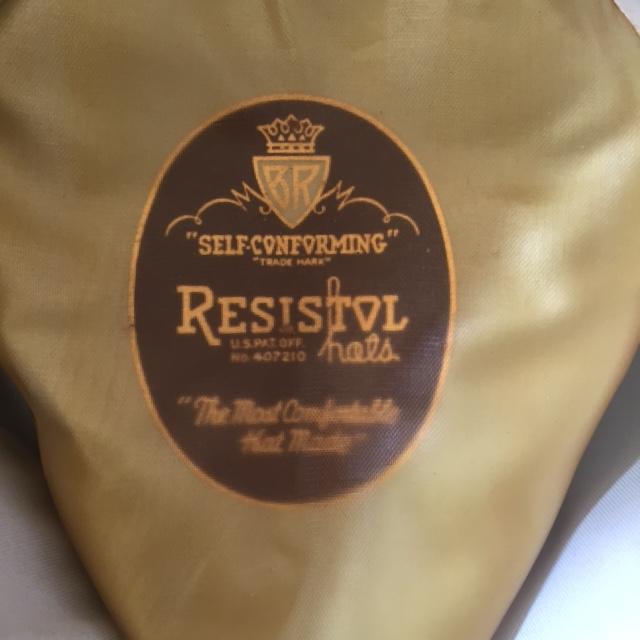 BR
"SELF-CONFORMING"
"TRADE MARK"
RESISTOL
U.S. PAT. OFF.
hats
No. 407210
"The Most Comfortable
Hat Made"